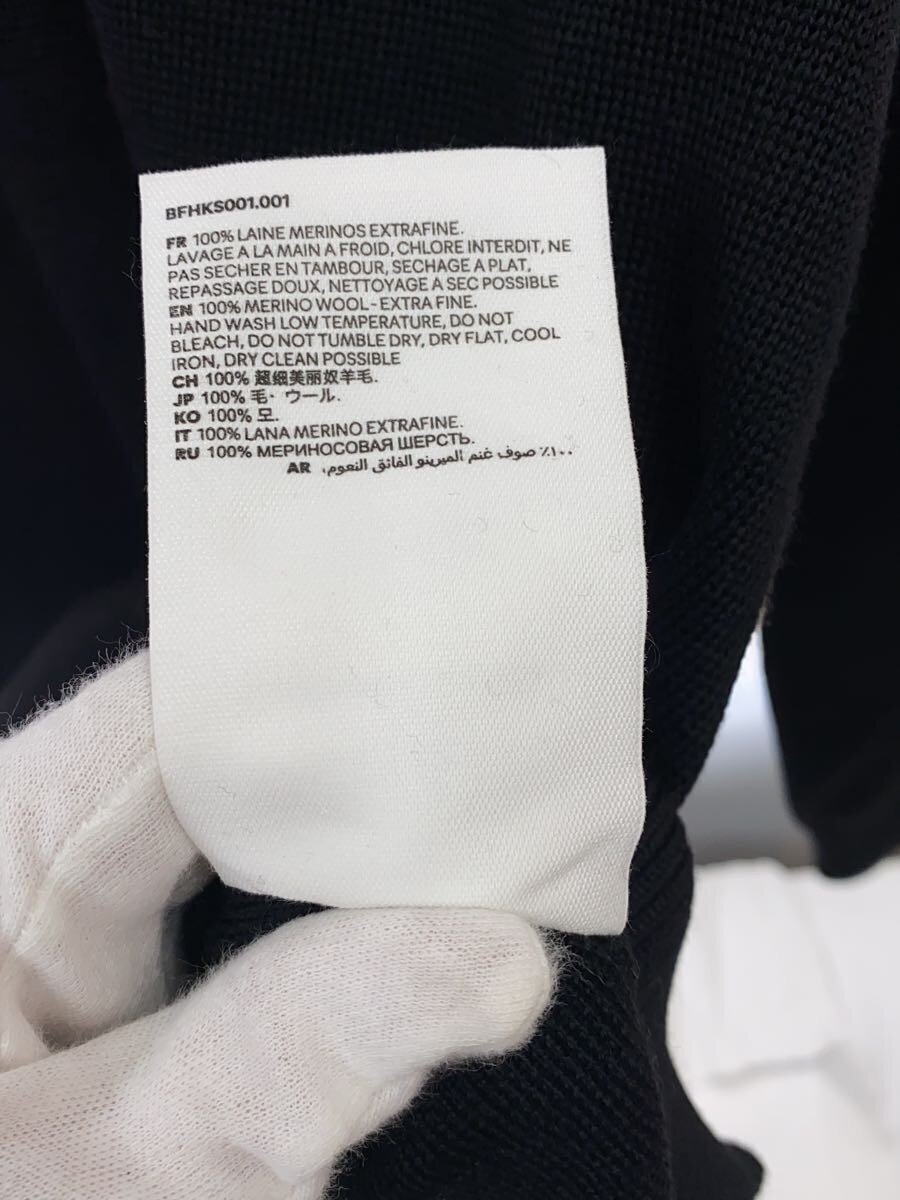 BFHKS001.001
FR 100% LAINE MERINOS EXTRAFINE.
LAVAGE A LA MAIN A FROID, CHLORE INTERDIT, NE
PAS SECHER EN TAMBOUR, SECHAGE A PLAT,
REPASSAGE DOUX, NETTOYAGE A SEC POSSIBLE
EN 100% MERINO WOOL - EXTRA FINE.
HAND WASH LOW TEMPERATURE, DO NOT
BLEACH, DO NOT TUMBLE DRY, DRY FLAT, COOL
IRON, DRY CLEAN POSSIBLE
CH 100% 超细美丽奴羊毛.
JP 100% 毛・ウール.
KO 100% 모.
IT 100% LANA MERINO EXTRAFINE.
RU 100% МЕРИНОСОВАЯ ШЕРСТЬ.
AR ١٠٠٪ صوف غنم الميرينو الفائق النعوم.